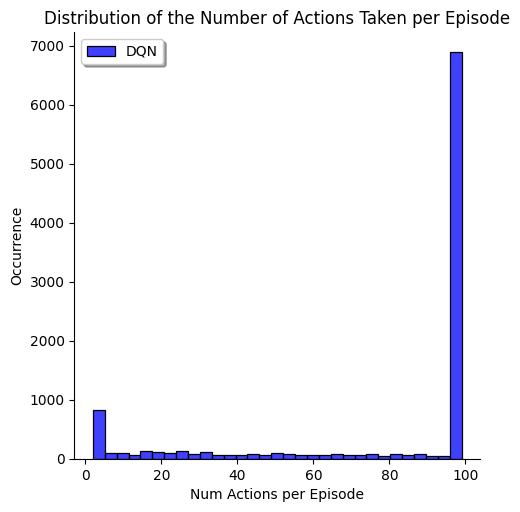 Distribution of the Number of Actions Taken per Episode
DQN
7000
6000
5000
4000
3000
2000
1000
0
Occurrence
0 20 40 60 80 100
Num Actions per Episode